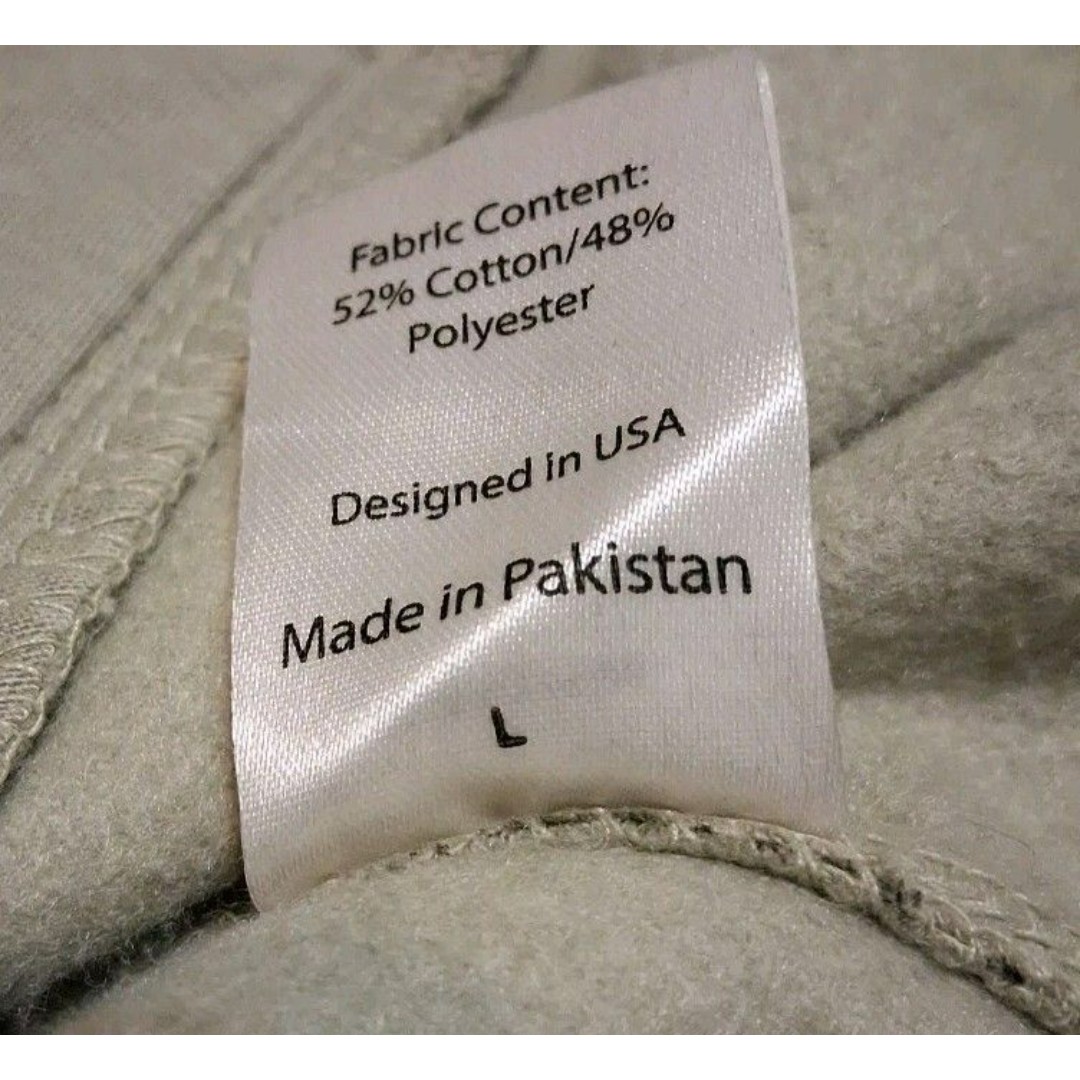 Fabric Content:
52% Cotton/48%
Polyester
Designed in USA
Made in Pakistan
L